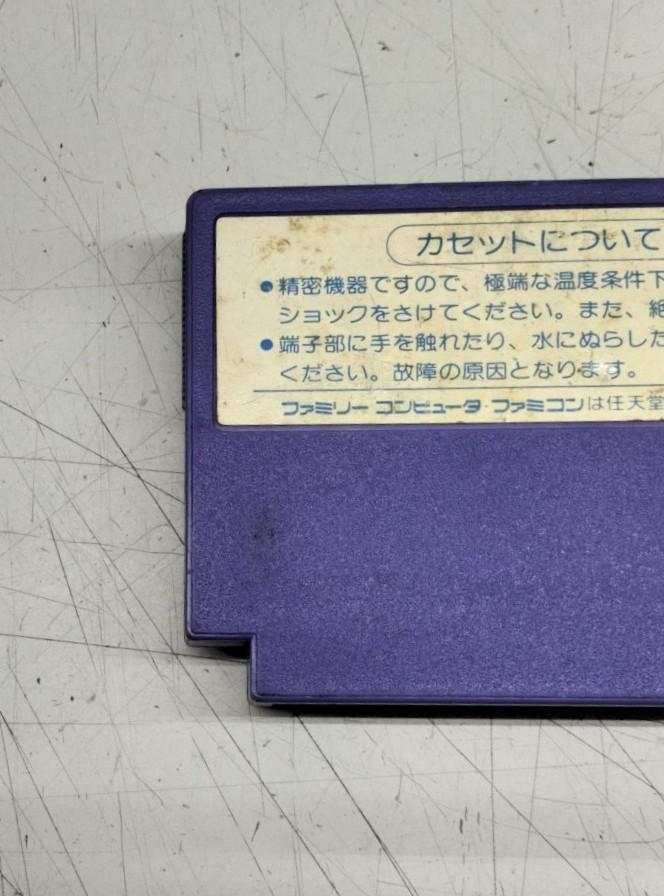 カセットについて
●精密機器ですので、極端な温度条件下
ショックをさけてください。また、絶
●端子部に手を触れたり、水にぬらした
ください。故障の原因となります。
ファミリー コンピュータ・ファミコンは任天堂